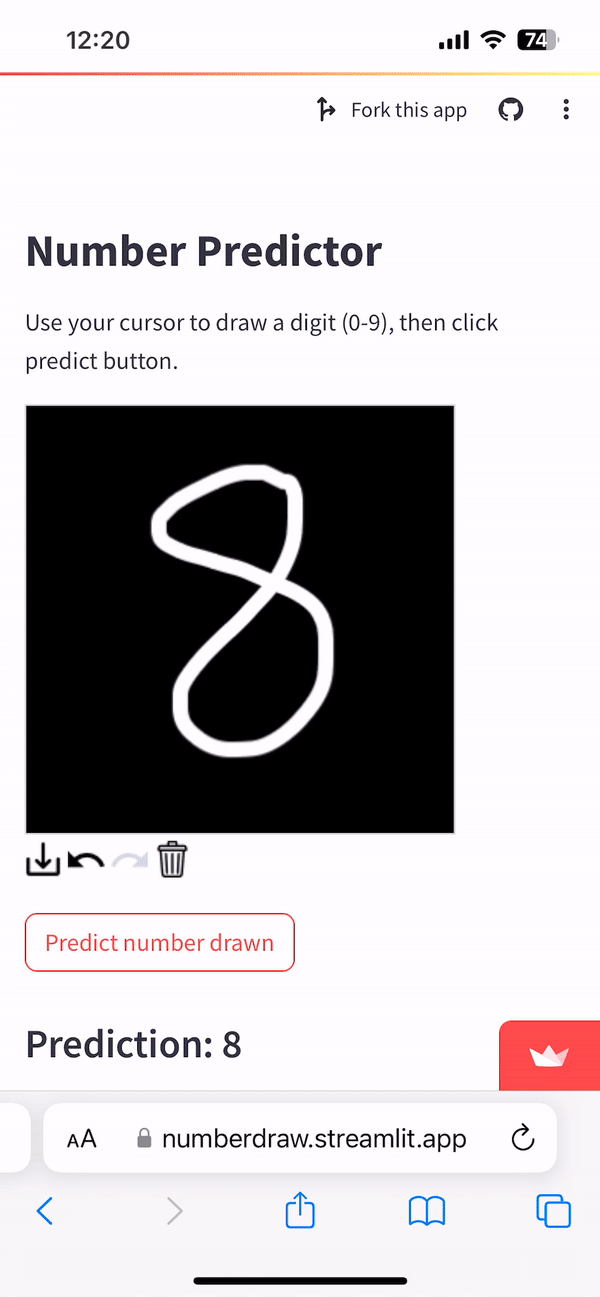 12:20
74
Fork this app
Number Predictor
Use your cursor to draw a digit (0-9), then click
predict button.
8
Predict number drawn
Prediction: 8
AA numberdraw.streamlit.app